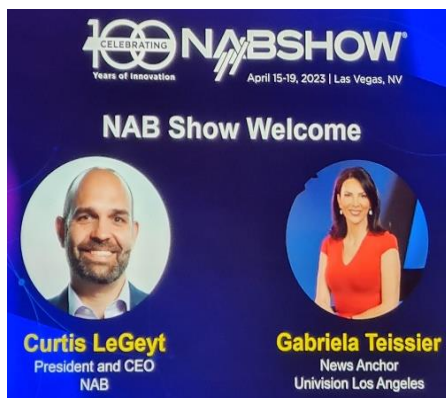 100
CELEBRATING
Years of Innovation
NABSHOW®
April 15-19, 2023 | Las Vegas, NV
NAB Show Welcome
Curtis LeGeyt
President and CEO
NAB
Gabriela Teissier
News Anchor
Univision Los Angeles